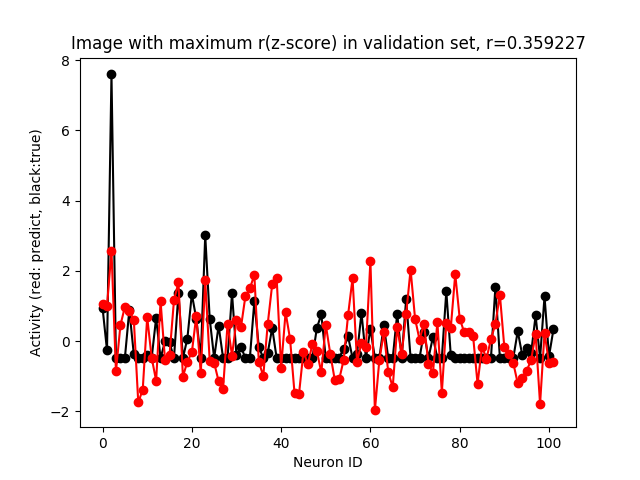 Image with maximum r(z-score) in validation set, r=0.359227
Activity (red: predict, black:true)
8
6
4
2
0
−2
0 20 40 60 80 100
Neuron ID